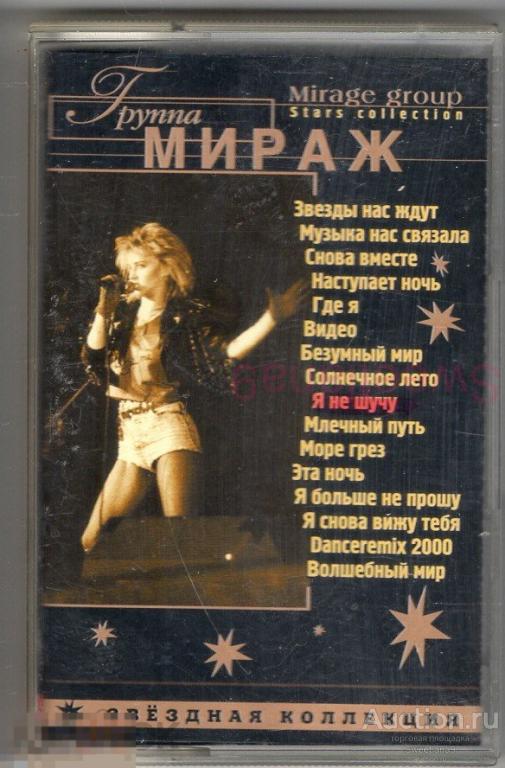 Группа
МИРАЖ
Mirage group
Stars collection
Звезды нас ждут
Музыка нас связала
Снова вместе
Наступает ночь
Где я
Видео
Безумный мир
Солнечное лето
Я не шучу
Млечный путь
Море грез
Эта ночь
Я больше не прошу
Я снова вижу тебя
Danceremix 2000
Волшебный мир
ЗВЁЗДНАЯ КОЛЛЕКЦИЯ
Auction.ru
торговая площадка